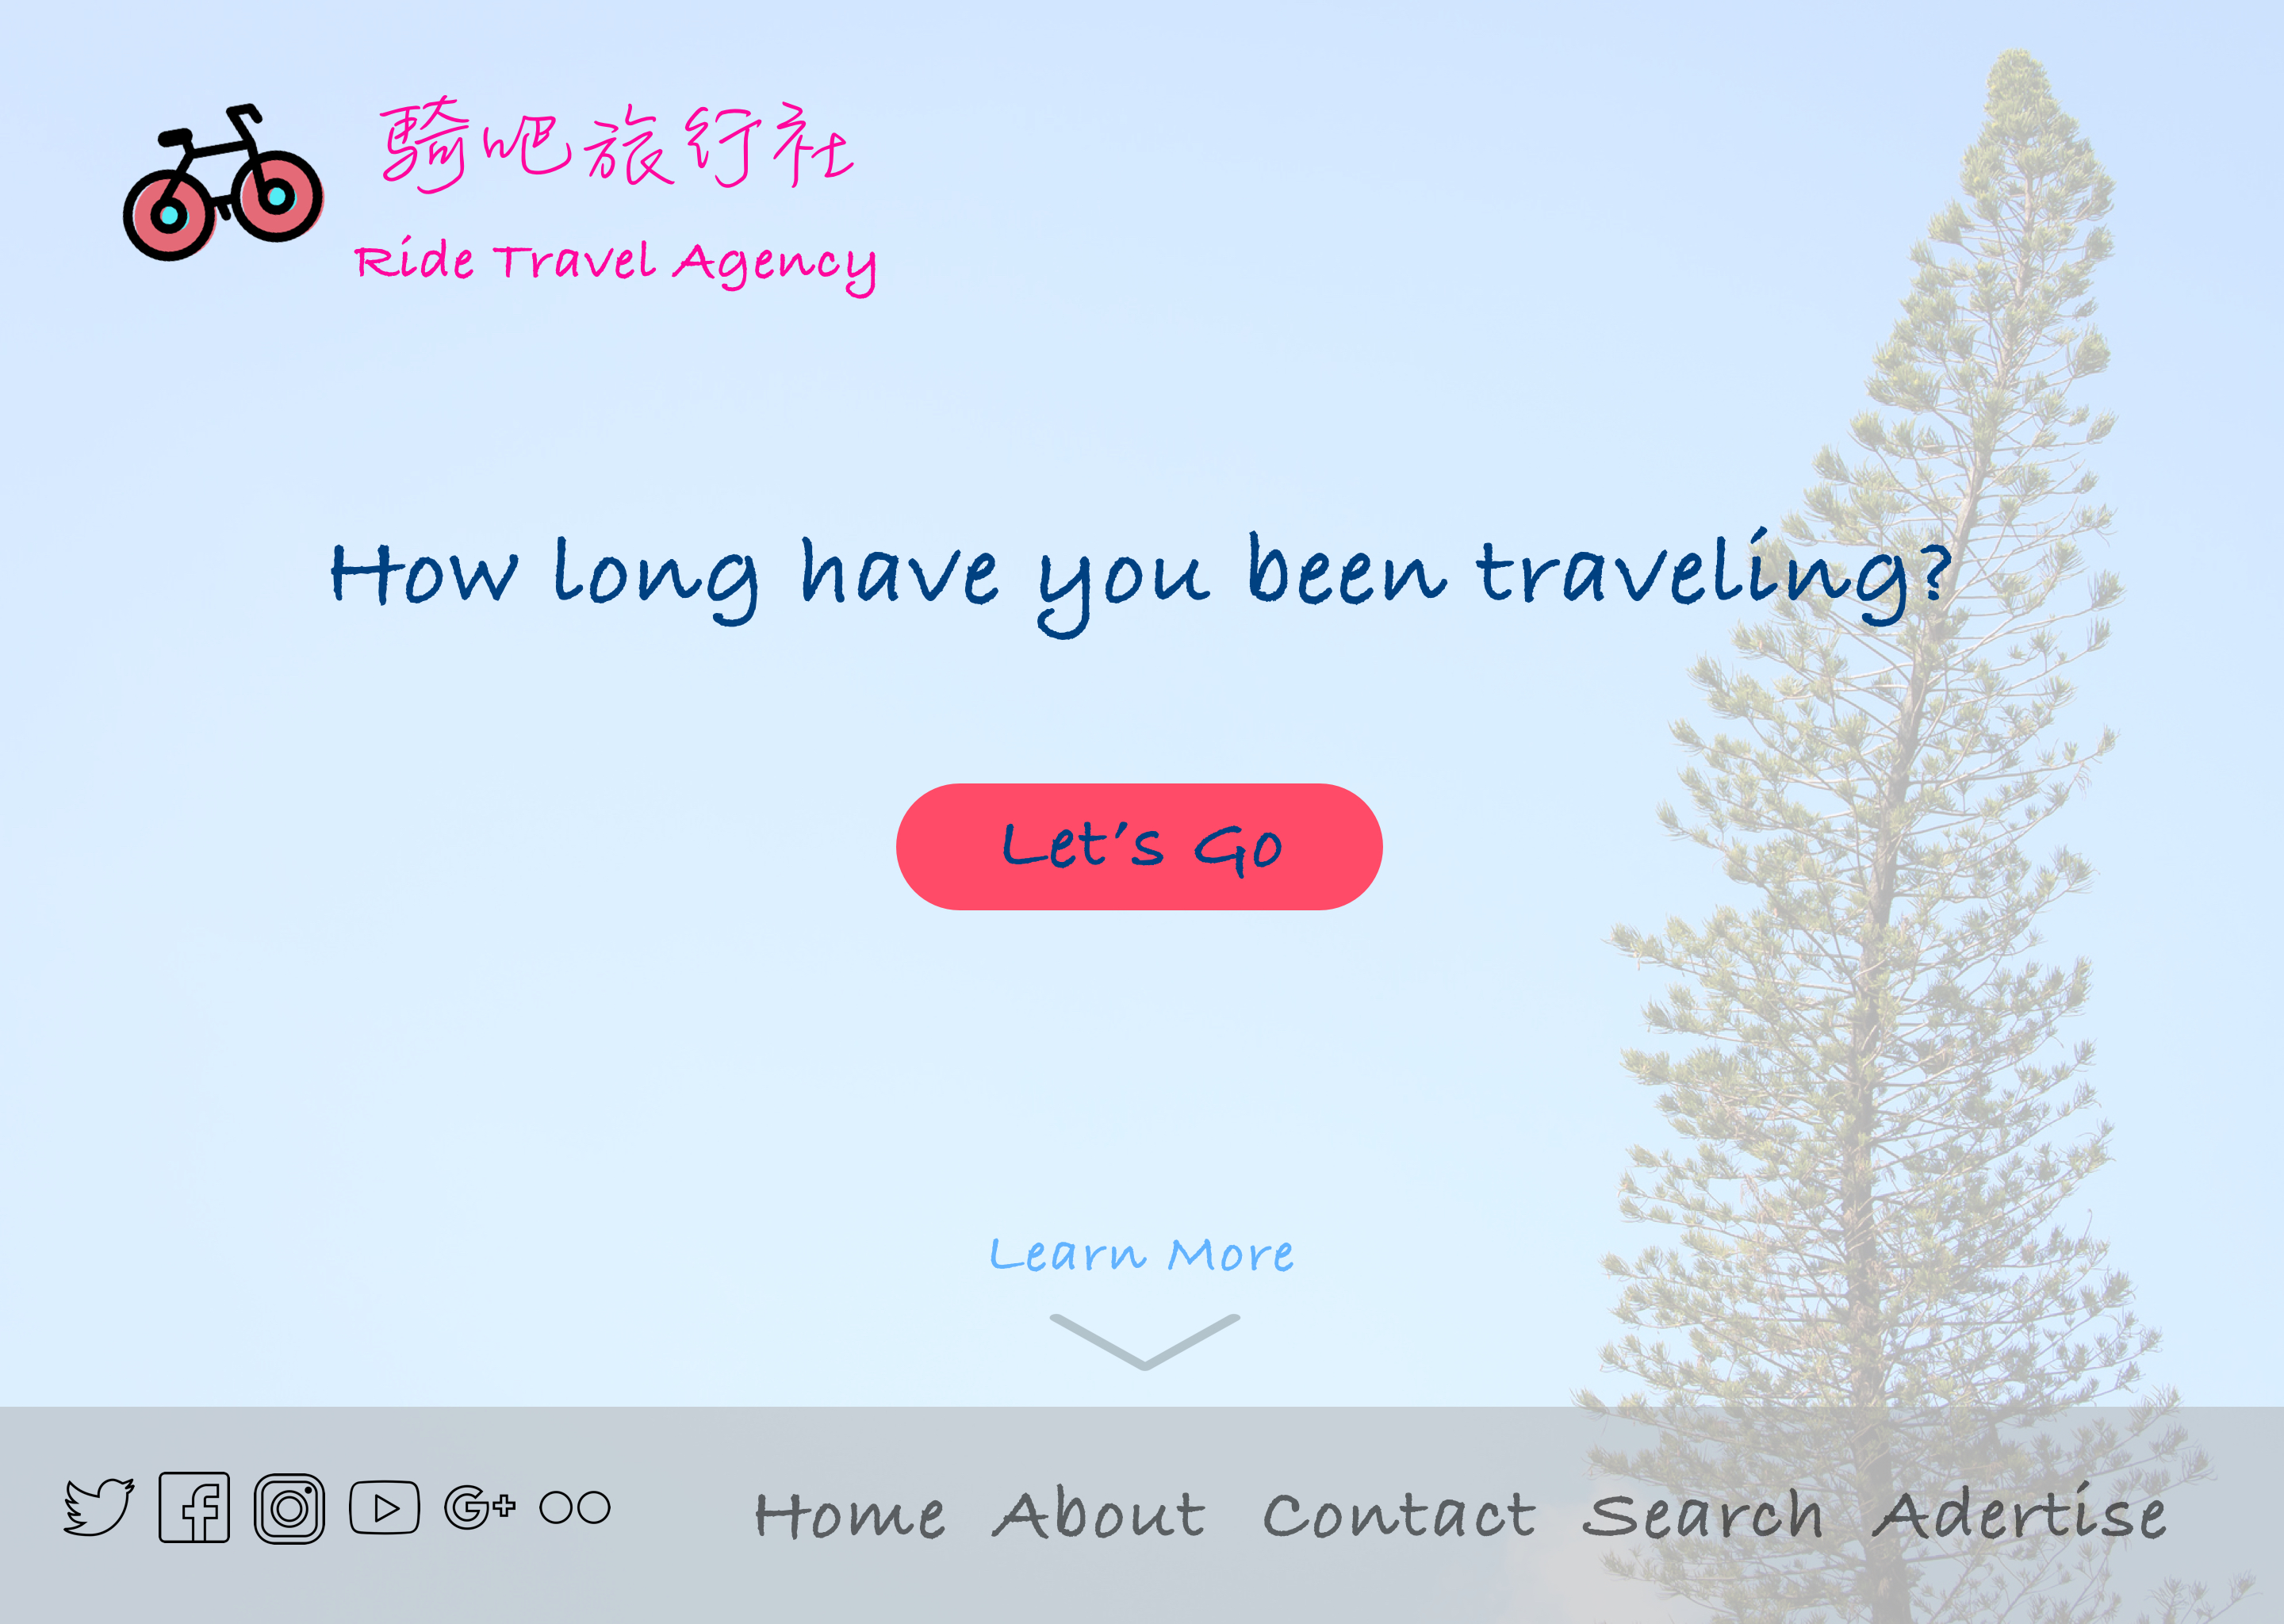 骑吧旅行社
Ride Travel Agency
How long have you been traveling?
Let's Go
Learn More
Home About Contact Search Adertise